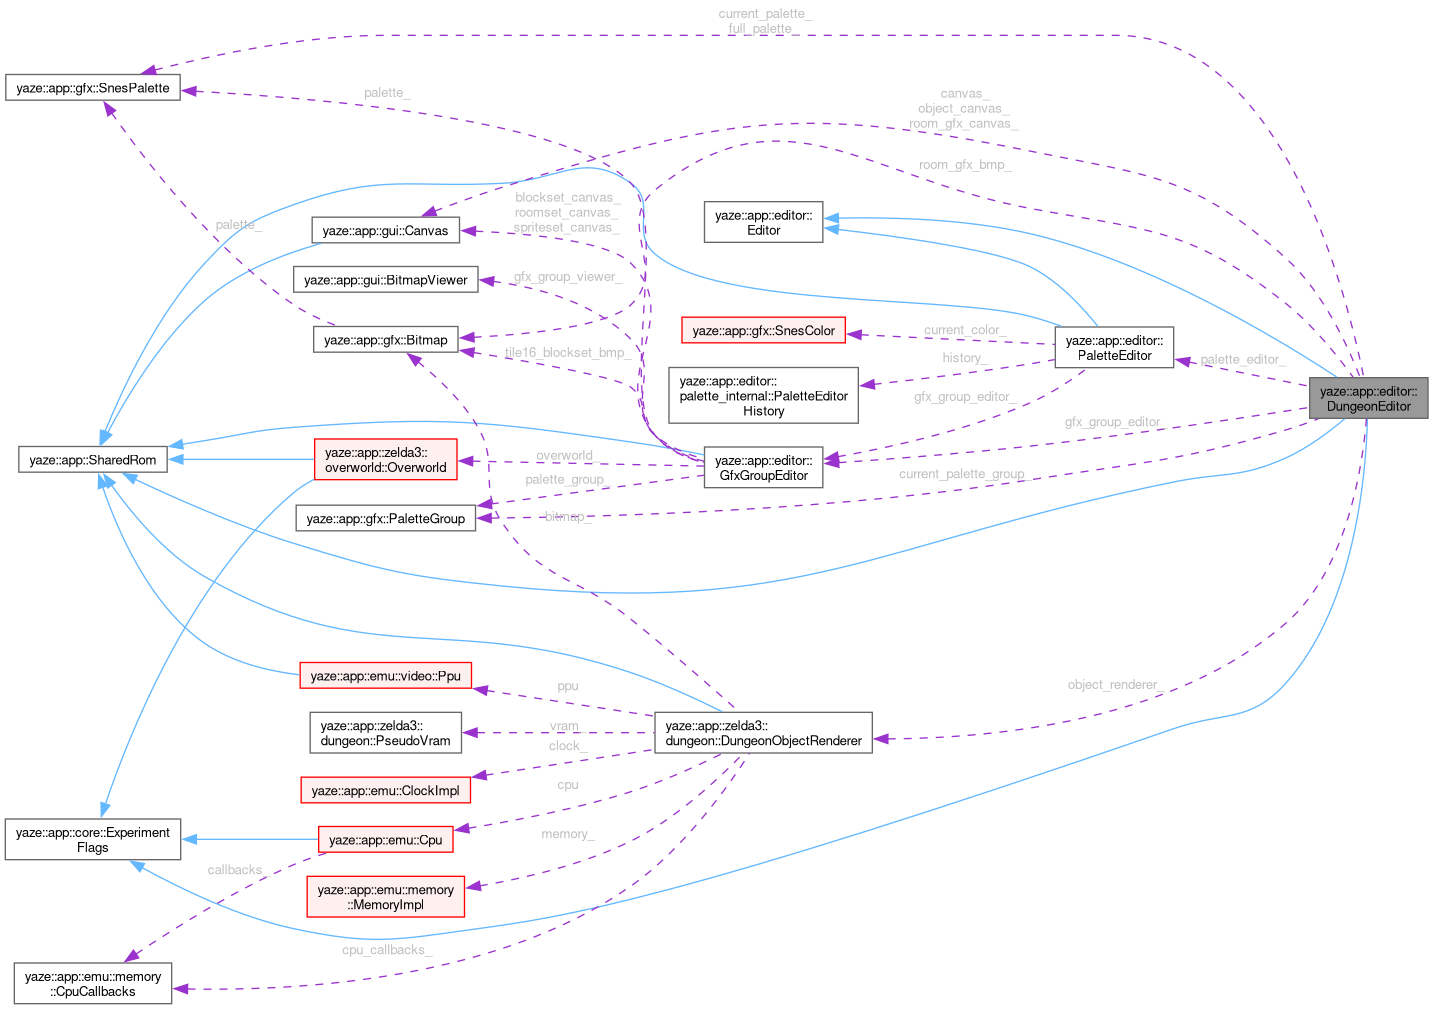 current_palette_
full_palette_
yaze::app::gfx::SnesPalette
palette_
canvas_
object_canvas_
room_gfx_canvas_
room_gfx_bmp_
blockset_canvas_
roomset_canvas_
spriteset_canvas_
yaze::app::editor::
Editor
palette_
yaze::app::gui::Canvas
gfx_group_viewer_
yaze::app::gui::BitmapViewer
yaze::app::gfx::SnesColor
current_color_
yaze::app::gfx::Bitmap
tile16_blockset_bmp_
yaze::app::editor::
PaletteEditor
history_
palette_editor_
yaze::app::editor::
palette_internal::PaletteEditor
History
gfx_group_editor_
yaze::app::editor::
DungeonEditor
gfx_group_editor_
yaze::app::SharedRom
yaze::app::zelda3::
overworld::Overworld
overworld_
yaze::app::editor::
GfxGroupEditor
palette_group_
current_palette_group_
yaze::app::gfx::PaletteGroup
bitmap_
yaze::app::emu::video::Ppu
ppu
object_renderer_
yaze::app::zelda3::
dungeon::PseudoVram
vram_
yaze::app::zelda3::
dungeon::DungeonObjectRenderer
clock_
yaze::app::emu::ClockImpl
cpu
yaze::app::core::Experiment
Flags
yaze::app::emu::Cpu
memory_
callbacks_
yaze::app::emu::memory
::MemoryImpl
cpu_callbacks_
yaze::app::emu::memory
::CpuCallbacks